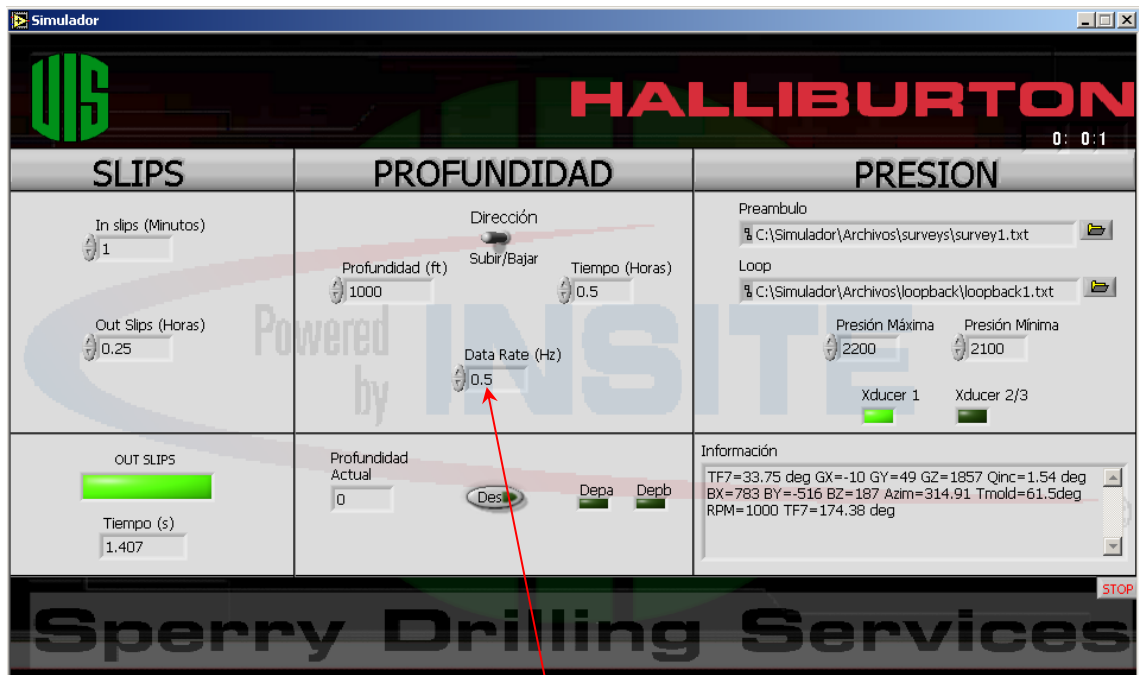 Simulador
UIS
HALLIBURTON
0: 0:1
SLIPS
PROFUNDIDAD
PRESION
In slips (Minutos)
1
Out Slips (Horas)
0.25
Dirección
Subir/Bajar
Profundidad (ft)
1000
Tiempo (Horas)
0.5
Data Rate (Hz)
0.5
Preambulo
C:\Simulador\Archivos\surveys\survey1.txt
Loop
C:\Simulador\Archivos\loopback\loopback1.txt
Presión Máxima
2200
Presión Mínima
2100
Xducer 1
Xducer 2/3
Powered
by
INSITE
OUT SLIPS
Tiempo (s)
1.407
Profundidad
Actual
0
Des
Depa
Depb
Información
TF7=33.75 deg GX=-10 GY=49 GZ=1857 Qinc=1.54 deg
BX=783 BY=-516 BZ=187 Azim=314.91 Tmold=61.5deg
RPM=1000 TF7=174.38 deg
STOP
Sperry Drilling Services